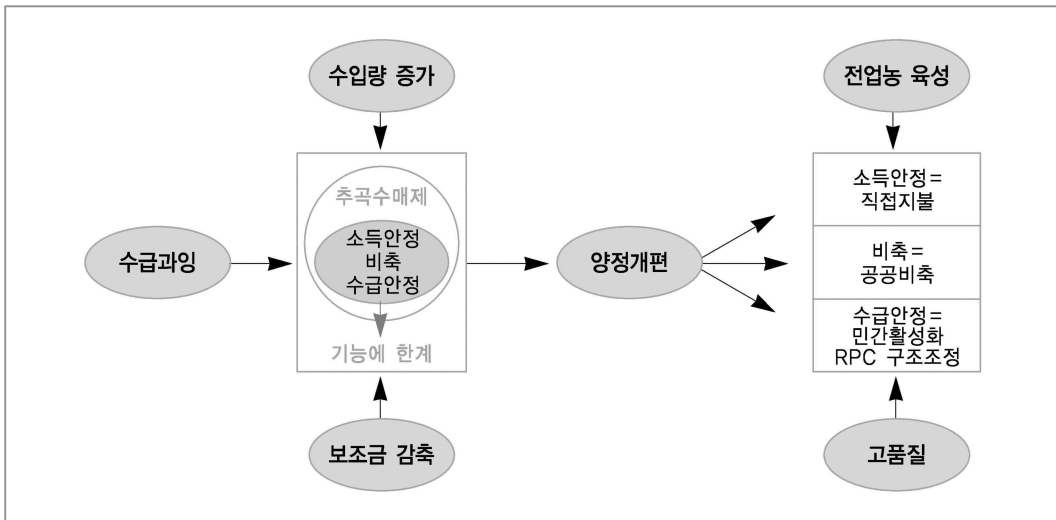 수입량 증가
전업농 육성
추곡수매제
소득안정
비축
수급안정
기능에 한계
수급과잉
양정개편
소득안정=
직접지불
비축=
공공비축
수급안정=
민간활성화
RPC 구조조정
보조금 감축
고품질